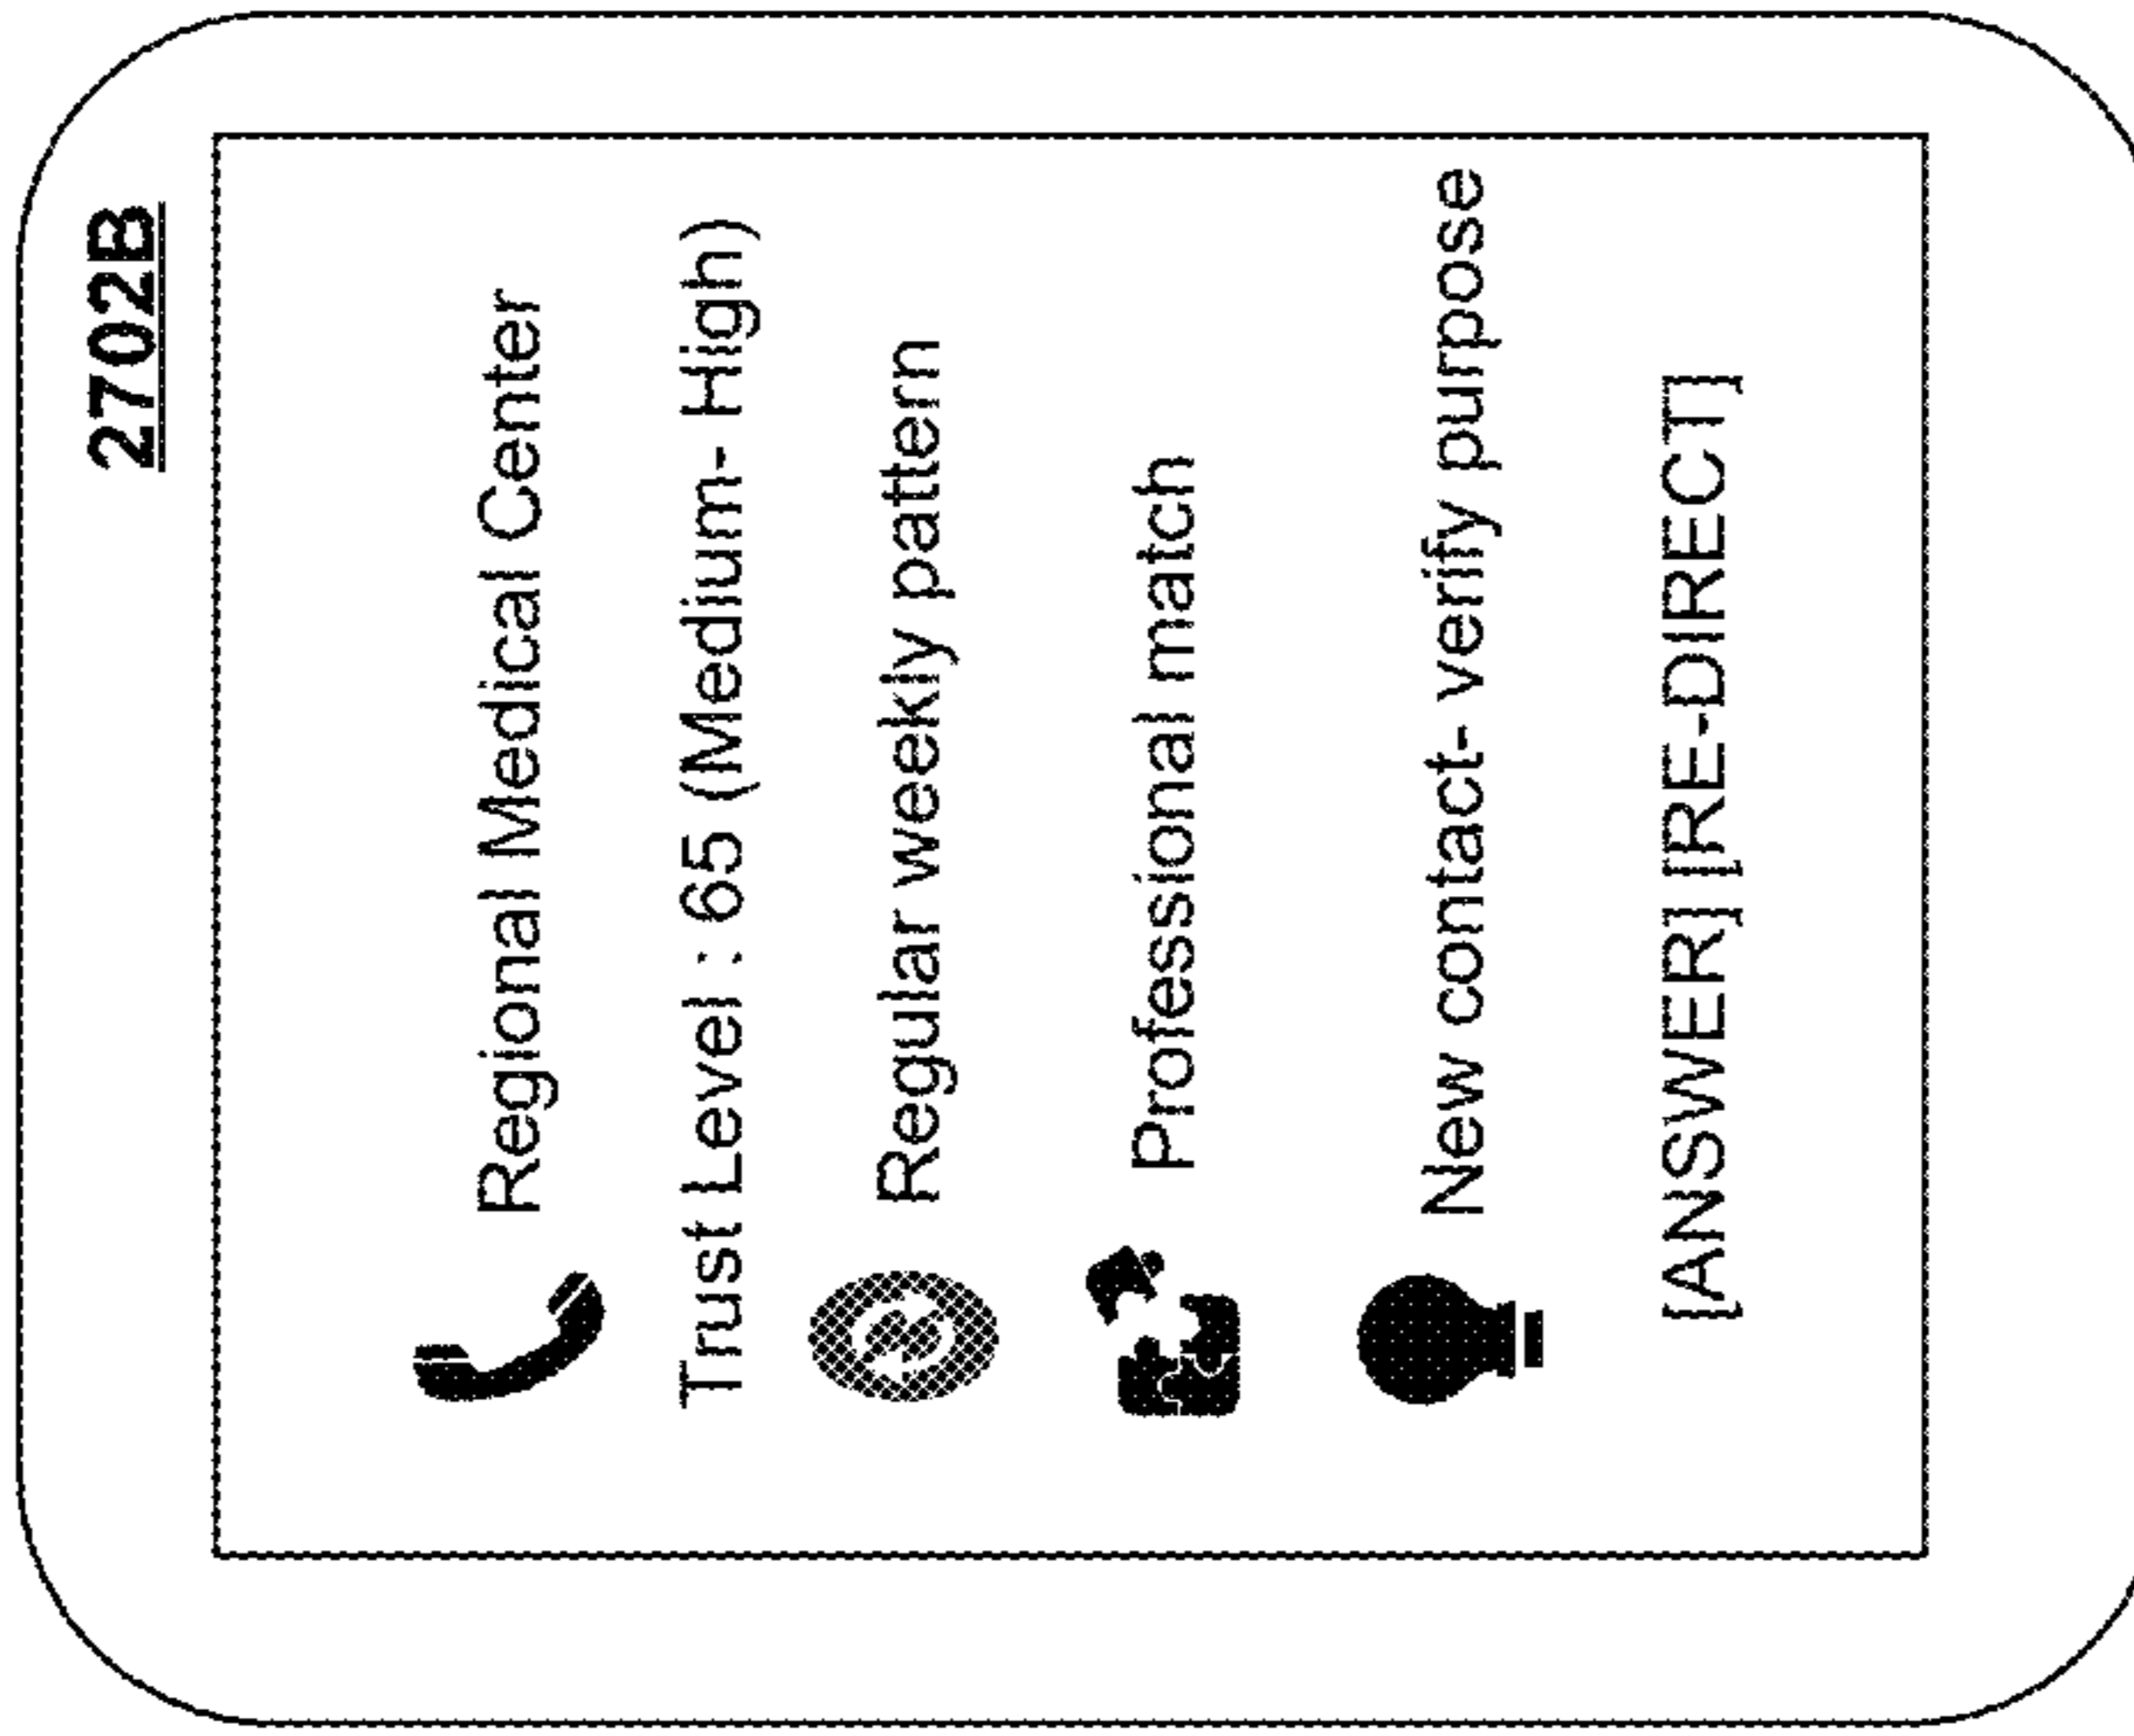 2702B
Regional Medical Center
Trust Level : 65 (Medium- High)
Regular weekly pattern
Professional match
New contact- verify purpose
[ANSWER] [RE-DIRECT]